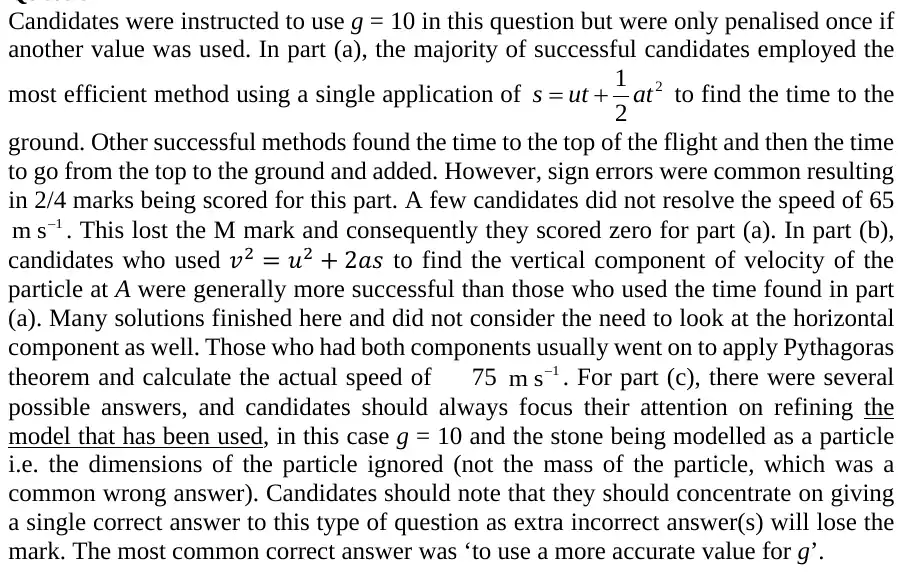 Candidates were instructed to use g = 10 in this question but were only penalised once if
another value was used. In part (a), the majority of successful candidates employed the
most efficient method using a single application of s = ut + 1/2 at² to find the time to the
ground. Other successful methods found the time to the top of the flight and then the time
to go from the top to the ground and added. However, sign errors were common resulting
in 2/4 marks being scored for this part. A few candidates did not resolve the speed of 65
m s⁻¹. This lost the M mark and consequently they scored zero for part (a). In part (b),
candidates who used v² = u² + 2as to find the vertical component of velocity of the
particle at A were generally more successful than those who used the time found in part
(a). Many solutions finished here and did not consider the need to look at the horizontal
component as well. Those who had both components usually went on to apply Pythagoras
theorem and calculate the actual speed of 75 m s⁻¹. For part (c), there were several
possible answers, and candidates should always focus their attention on refining the
model that has been used, in this case g = 10 and the stone being modelled as a particle
i.e. the dimensions of the particle ignored (not the mass of the particle, which was a
common wrong answer). Candidates should note that they should concentrate on giving
a single correct answer to this type of question as extra incorrect answer(s) will lose the
mark. The most common correct answer was ‘to use a more accurate value for g’.